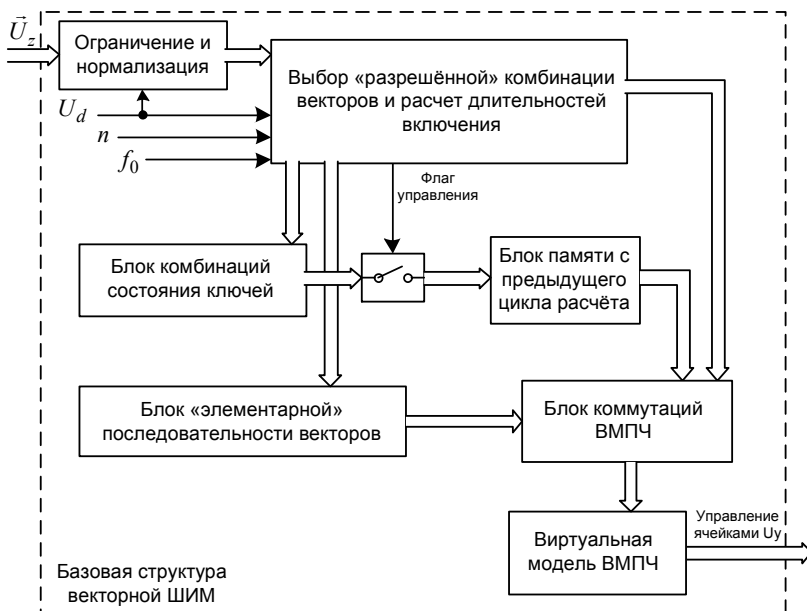 U⃗z
Ограничение и
нормализация
Выбор «разрешённой» комбинации
векторов и расчет длительностей
включения
Ud
n
f0
Флаг
управления
Блок комбинаций
состояния ключей
Блок памяти с
предыдущего
цикла расчёта
Блок «элементарной»
последовательности векторов
Блок коммутаций
ВМПЧ
Виртуальная
модель ВМПЧ
Управление
ячейками Uy
Базовая структура
векторной ШИМ